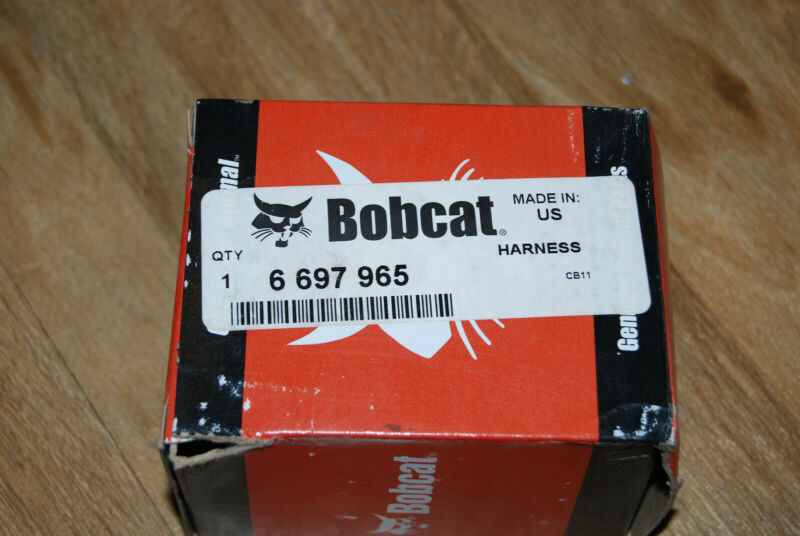 Bobcat®
MADE IN:
US
HARNESS
QTY
1 6 697 965
CB11
Bobcat